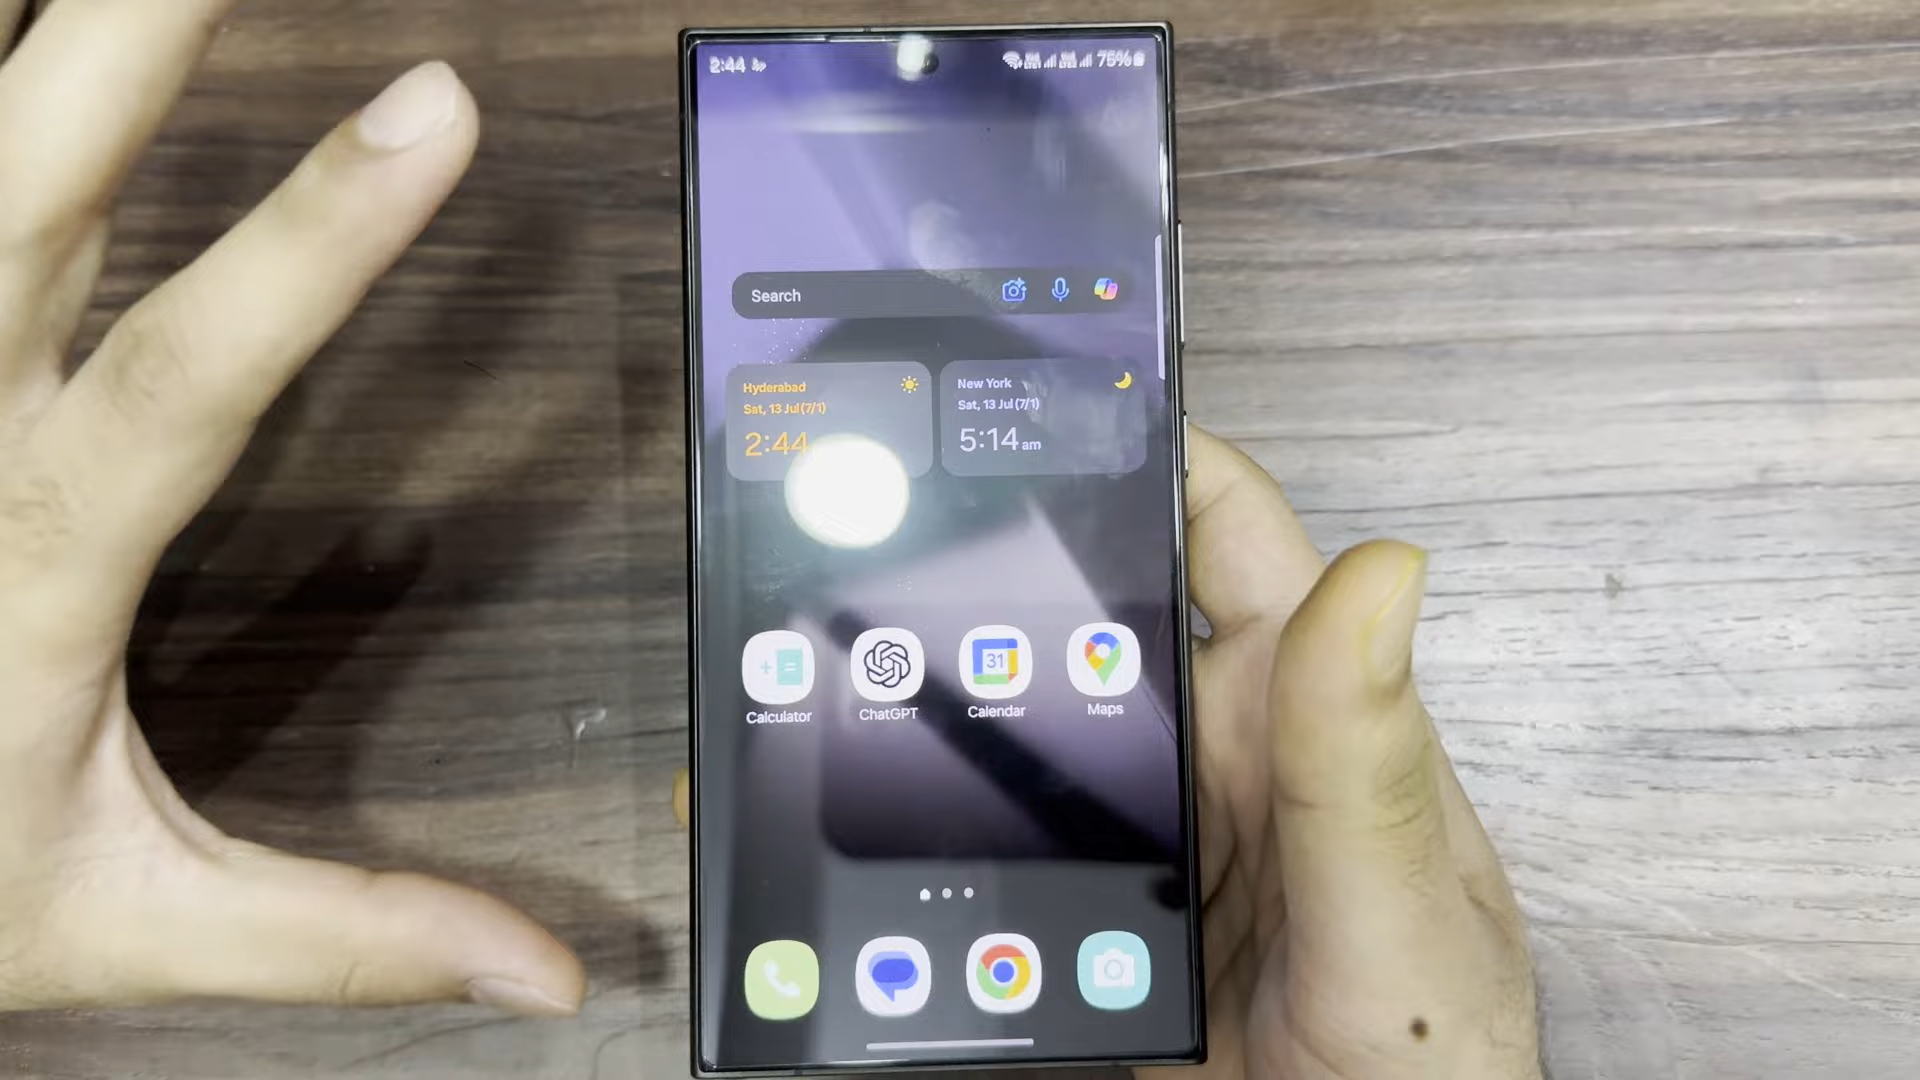 2:44
75%
Search
Hyderabad
Sat, 13 Jul (7/1)
2:44
New York
Sat, 13 Jul (7/1)
5:14 am
31
Calculator
ChatGPT
Calendar
Maps